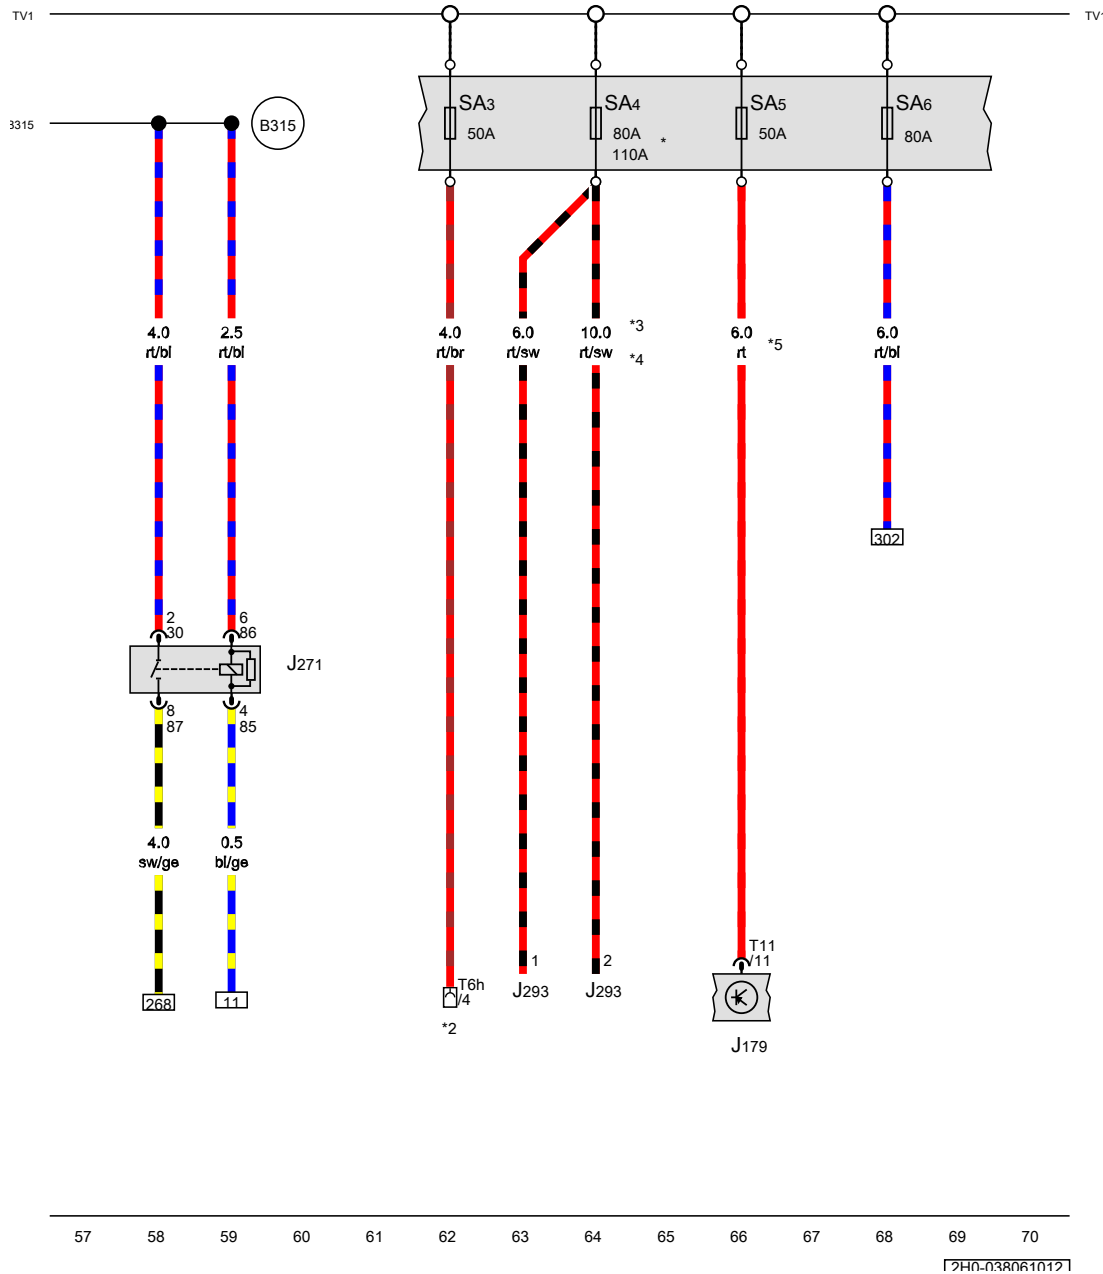 TV1
TV1
SA3
SA4
SA5
SA6
50A
80A
*
50A
80A
110A
B315
B315
4.0
rt/bl
2.5
rt/bl
4.0
rt/br
6.0
rt/sw
10.0
rt/sw
*3
*4
6.0
rt
*5
6.0
rt/bl
302
2
30
6
86
J271
8
87
4
85
4.0
sw/ge
0.5
bl/ge
268
11
T6h
/4
*2
1
J293
2
J293
T11
/11
J179
57 58 59 60 61 62 63 64 65 66 67 68 69 70
2H0-038061012